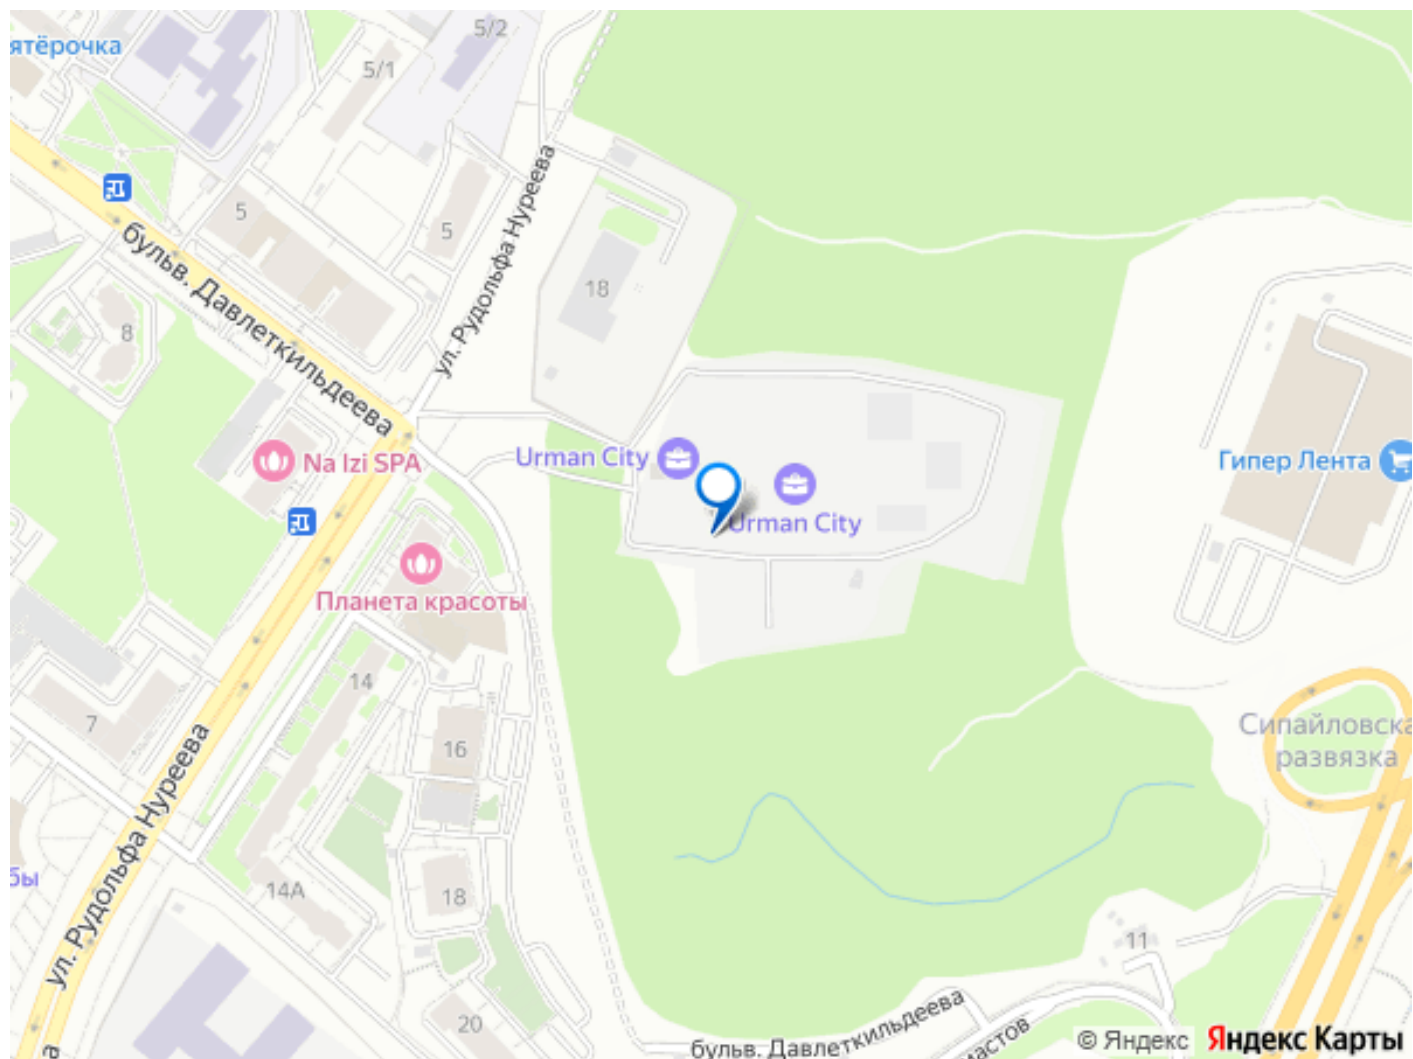 5/2
ятёрочка
5/1
5
5
бульв. Давлеткильдеева
ул. Рудольфа Нуреева
18
8
Urman City
Na Izi SPA
Гипер Лента
Urman City
Планета красоты
14
7
16
Сипайловска
развязка
ул. Рудольфа Нуреева
бы
14А
18
11
20
бульв. Давлеткильдеева
мастов
а
© Яндекс Яндекс Карты